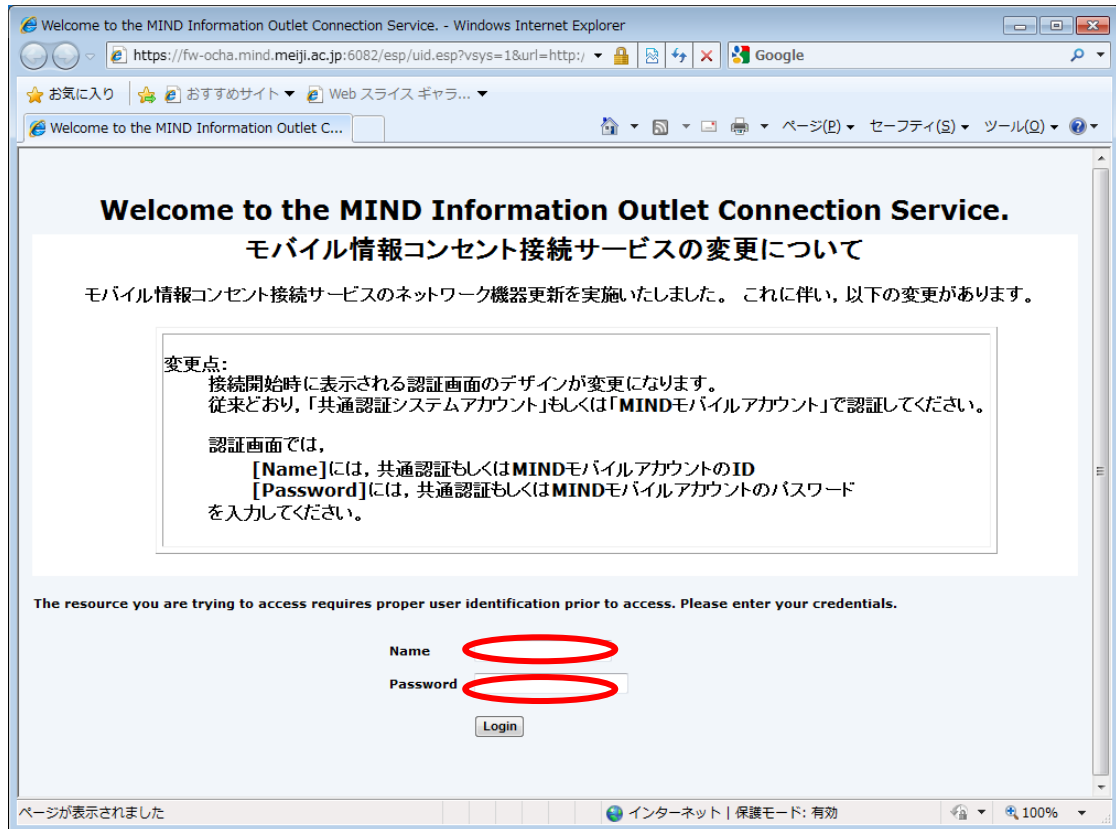 Welcome to the MIND Information Outlet Connection Service. - Windows Internet Explorer
https://fw-ocha.mind.meiji.ac.jp:6082/esp/uid.esp?vsys=1&url=http:/
Google
お気に入り おすすめサイト ▼ Web スライス ギャラ... ▼
Welcome to the MIND Information Outlet C... ページ(P) セーフティ(S) ツール(O)
Welcome to the MIND Information Outlet Connection Service.
モバイル情報コンセント接続サービスの変更について
モバイル情報コンセント接続サービスのネットワーク機器更新を実施いたしました。 これに伴い, 以下の変更があります。
変更点:
接続開始時に表示される認証画面のデザインが変更になります。
従来どおり, 「共通認証システムアカウント」もしくは「MINDモバイルアカウント」で認証してください。
認証画面では,
[Name]には, 共通認証もしくはMINDモバイルアカウントのID
[Password]には, 共通認証もしくはMINDモバイルアカウントのパスワード
を入力してください。
The resource you are trying to access requires proper user identification prior to access. Please enter your credentials.
Name
Password
Login
ページが表示されました インターネット | 保護モード: 有効 100%